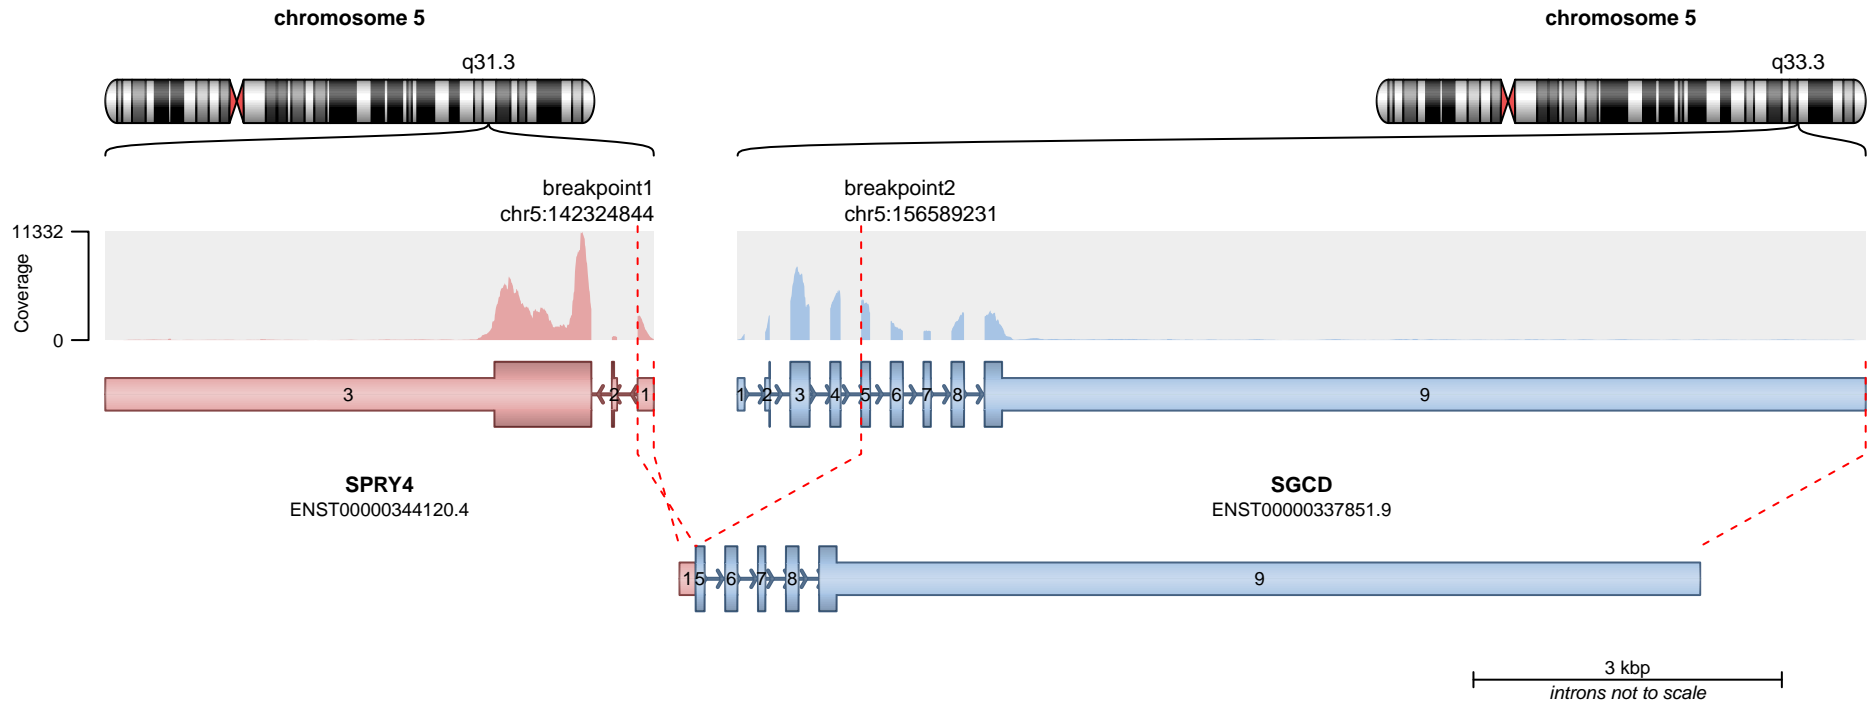 chromosome 5
chromosome 5
q31.3
q33.3
breakpoint1
chr5:142324844
breakpoint2
chr5:156589231
11332
Coverage
0
3 2 1
1 2 3 4 5 6 7 8 9
SPRY4
ENST00000344120.4
SGCD
ENST00000337851.9
1 5 6 7 8 9
3 kbp
introns not to scale